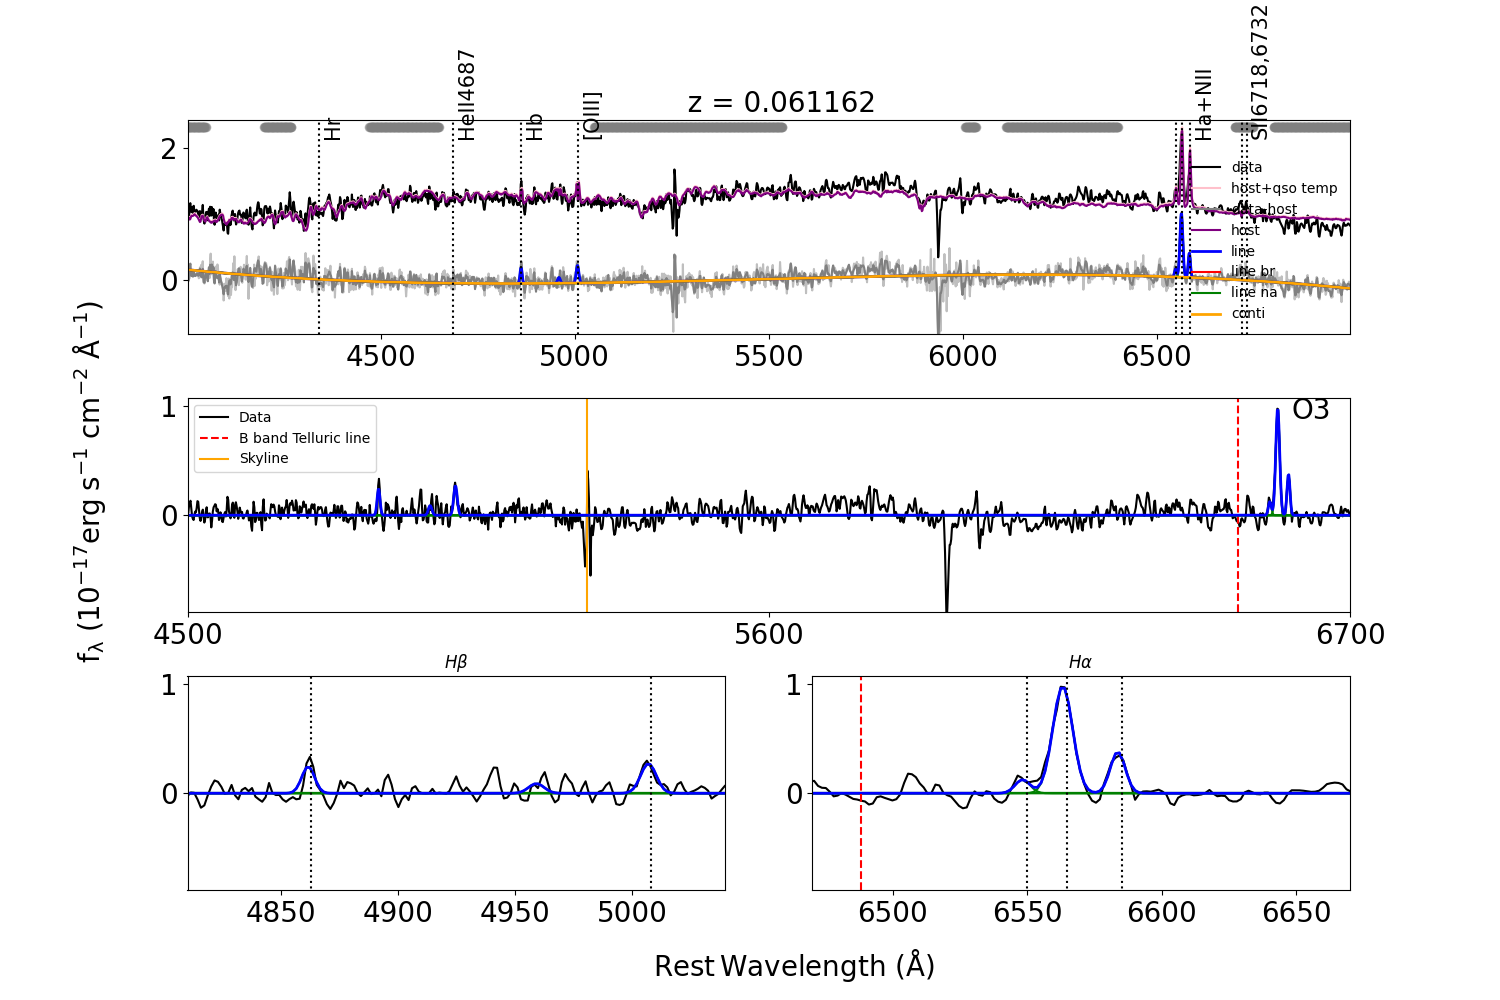 z = 0.061162
Hr
HeII4687
Hb
[OIII]
Ha+NII
SII6718,6732
2
0
data
host+qso temp
data-host
host
line
line br
line na
conti
4500 5000 5500 6000 6500
fλ (10⁻¹⁷erg s⁻¹ cm⁻² Å⁻¹)
1
0
Data
B band Telluric line
Skyline
O3
4500 5600 6700
Hβ
1
0
4850 4900 4950 5000
Hα
1
0
6500 6550 6600 6650
Rest Wavelength (Å)